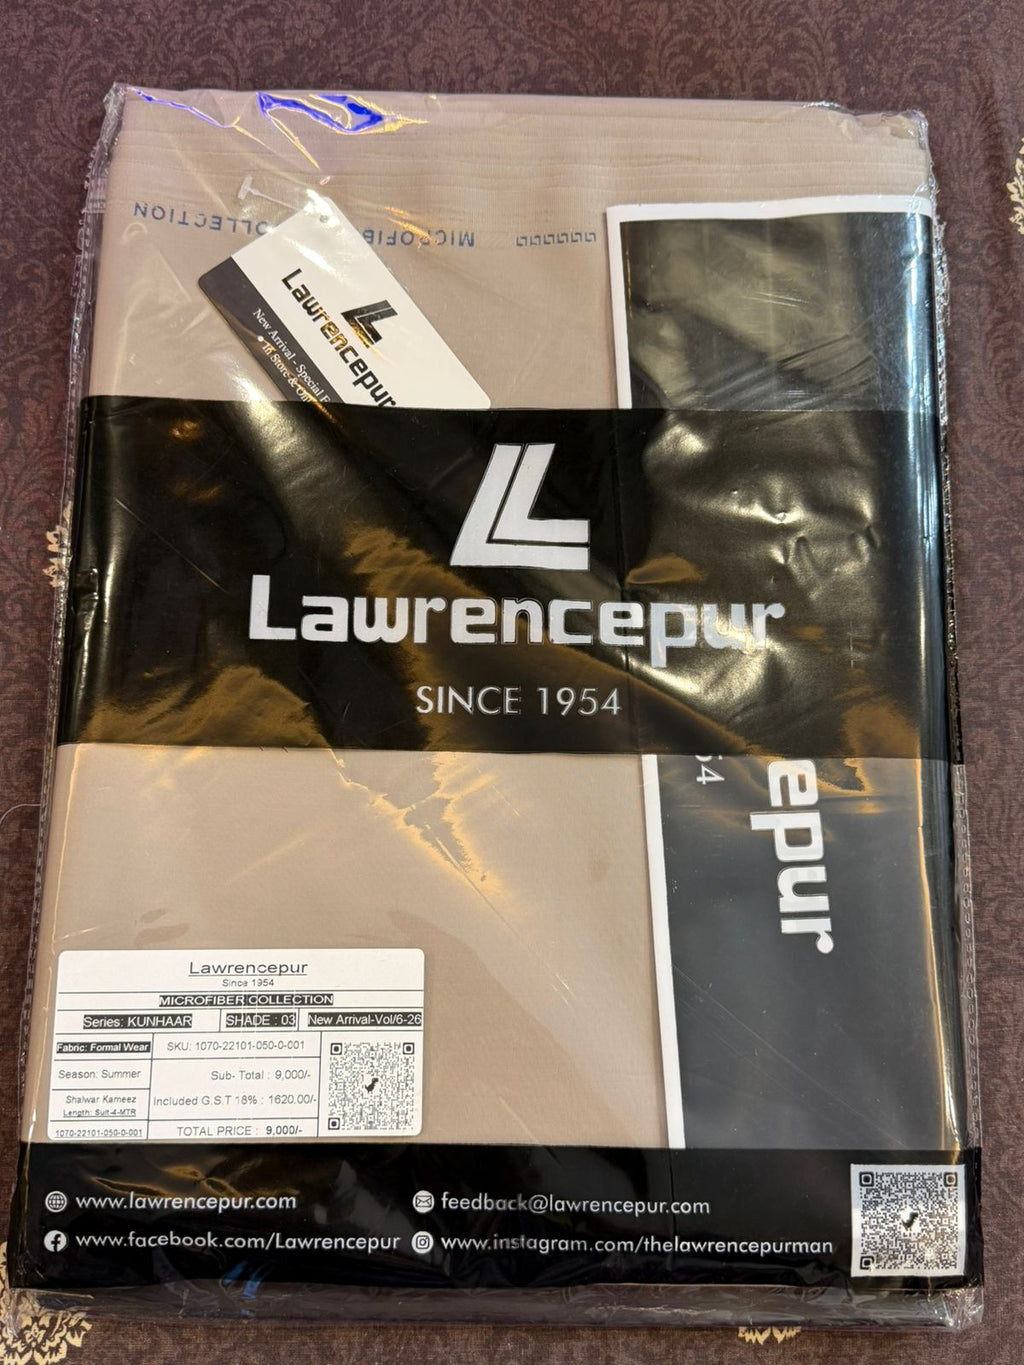 MICROFIBER COLLECTION
Lawrencepur
New Arrival - Special
In Store &
Lawrencepur
SINCE 1954
54
epur
Lawrencepur
Since 1954
MICROFIBER COLLECTION
Series: KUNHAAR SHADE : 03 New Arrival-Vol/6-26
Fabric: Formal Wear SKU: 1070-22101-050-0-001
Season: Summer Sub- Total : 9,000/-
Shalwar Kameez
Length: Suit-4-MTR Included G.S.T 18% : 1620.00/-
1070-22101-050-0-001 TOTAL PRICE : 9,000/-
www.lawrencepur.com feedback@lawrencepur.com
www.facebook.com/Lawrencepur www.instagram.com/thelawrencepurman